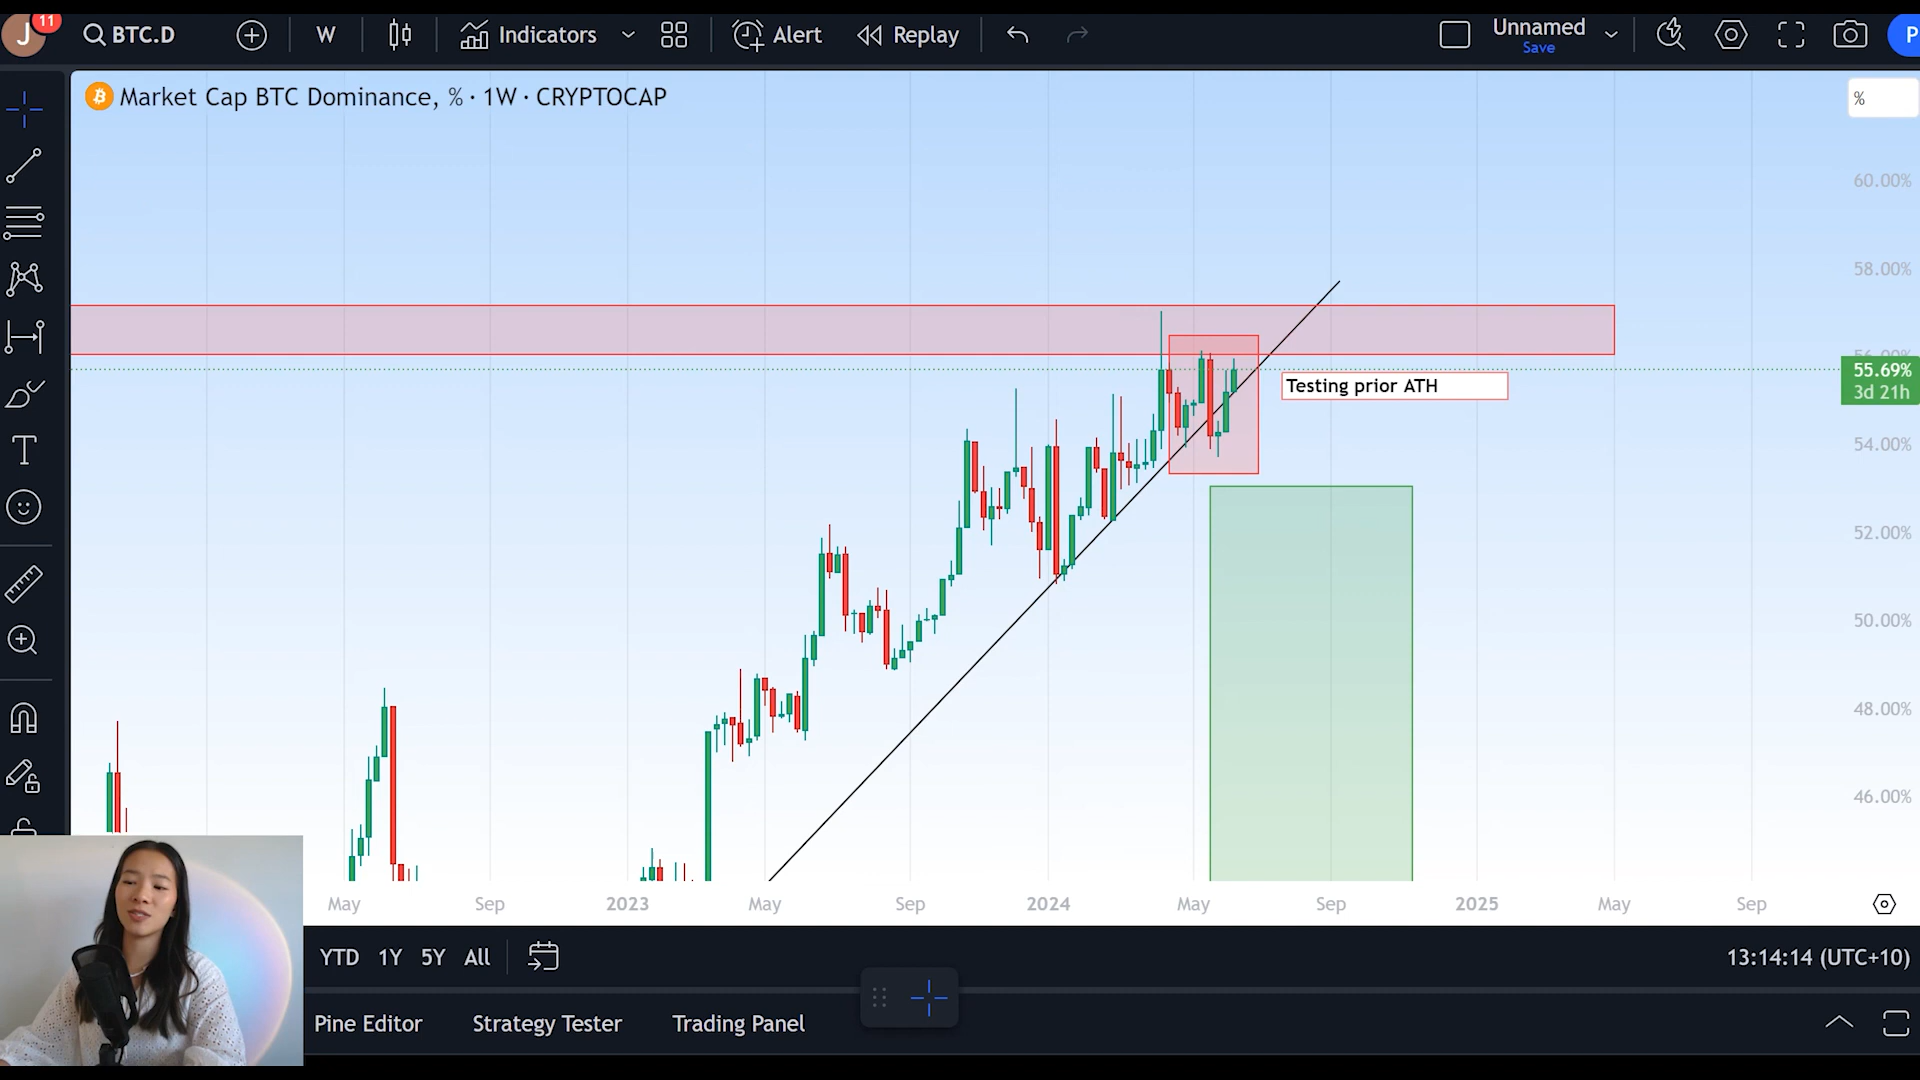 J
11
BTC.D
W
Indicators
Alert
Replay
Unnamed
Save
P
Market Cap BTC Dominance, % · 1W · CRYPTOCAP
%
60.00%
58.00%
56.00%
55.69%
3d 21h
Testing prior ATH
54.00%
52.00%
50.00%
48.00%
46.00%
May
Sep
2023
May
Sep
2024
May
Sep
2025
May
Sep
YTD
1Y
5Y
All
13:14:14 (UTC+10)
Pine Editor
Strategy Tester
Trading Panel